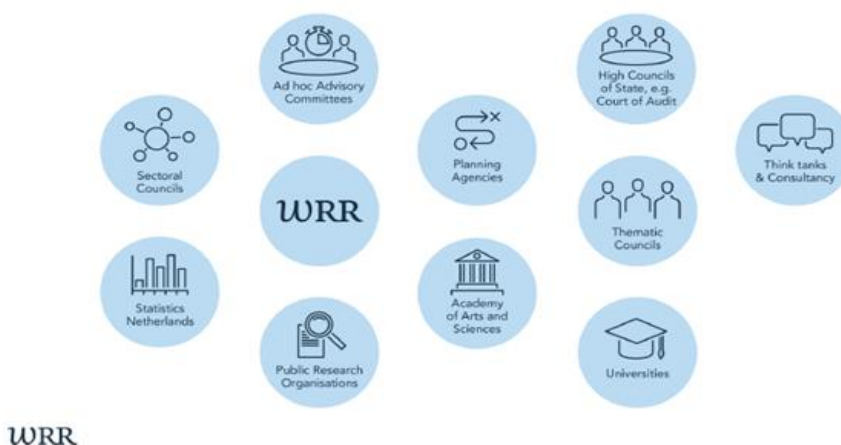 Ad hoc Advisory
Committees
High Councils
of State, e.g.
Court of Audit
Sectoral
Councils
Planning
Agencies
Think tanks
& Consultancy
WRR
Thematic
Councils
Statistics
Netherlands
Academy
of Arts and
Sciences
Public Research
Organisations
Universities
WRR